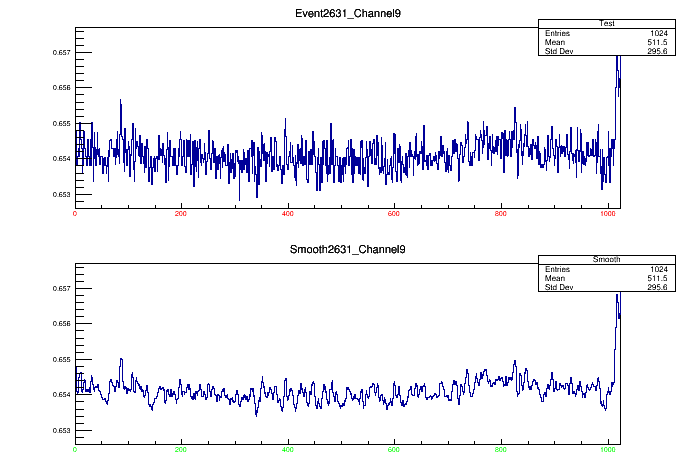 Event2631_Channel9
Test
Entries 1024
Mean 511.5
Std Dev 295.6
0.657
0.656
0.655
0.654
0.653
0 200 400 600 800 1000
Smooth2631_Channel9
Smooth
Entries 1024
Mean 511.5
Std Dev 295.6
0.657
0.656
0.655
0.654
0.653
0 200 400 600 800 1000